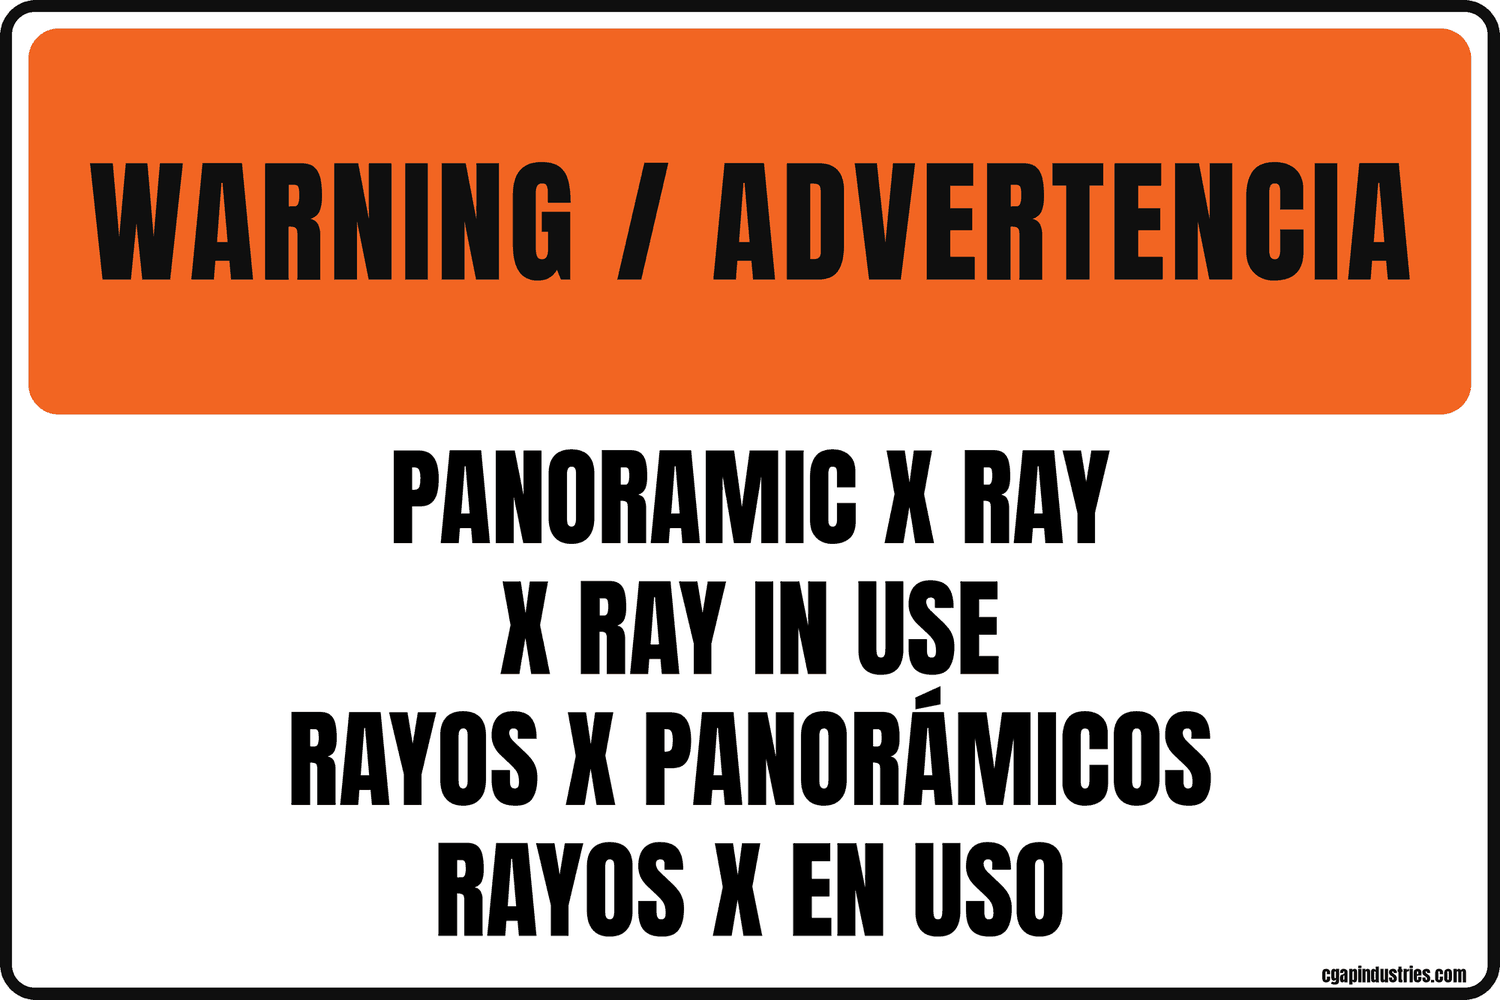 WARNING / ADVERTENCIA
PANORAMIC X RAY
X RAY IN USE
RAYOS X PANORÁMICOS
RAYOS X EN USO
cgapindustries.com